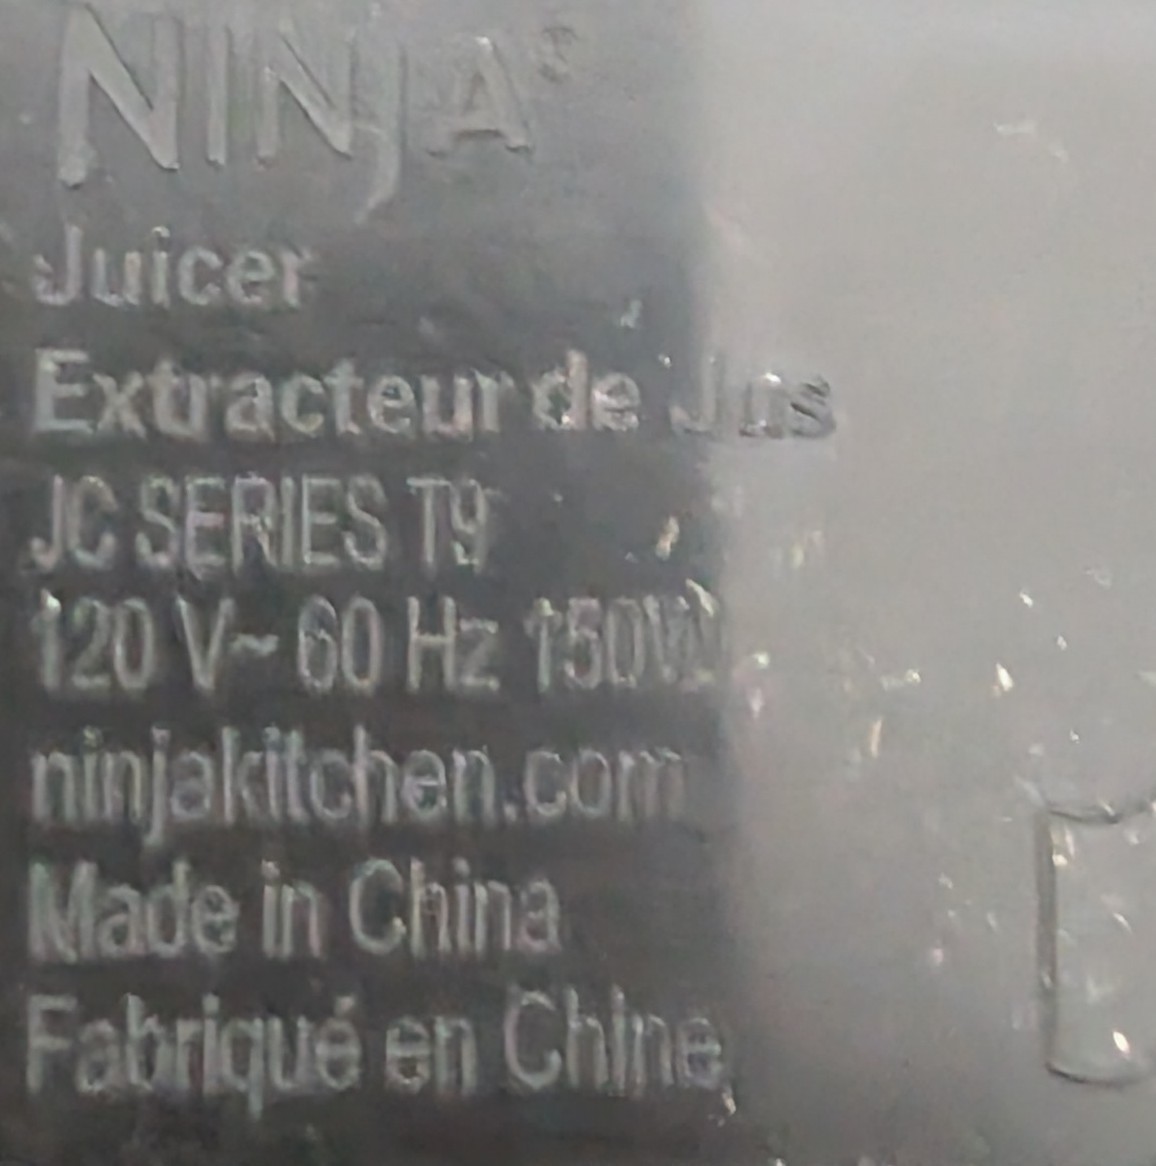 NINJA®
Juicer
Extracteur de Jus
JC SERIES T9
120 V~ 60 Hz 150W
ninjakitchen.com
Made in China
Fabriqué en Chine